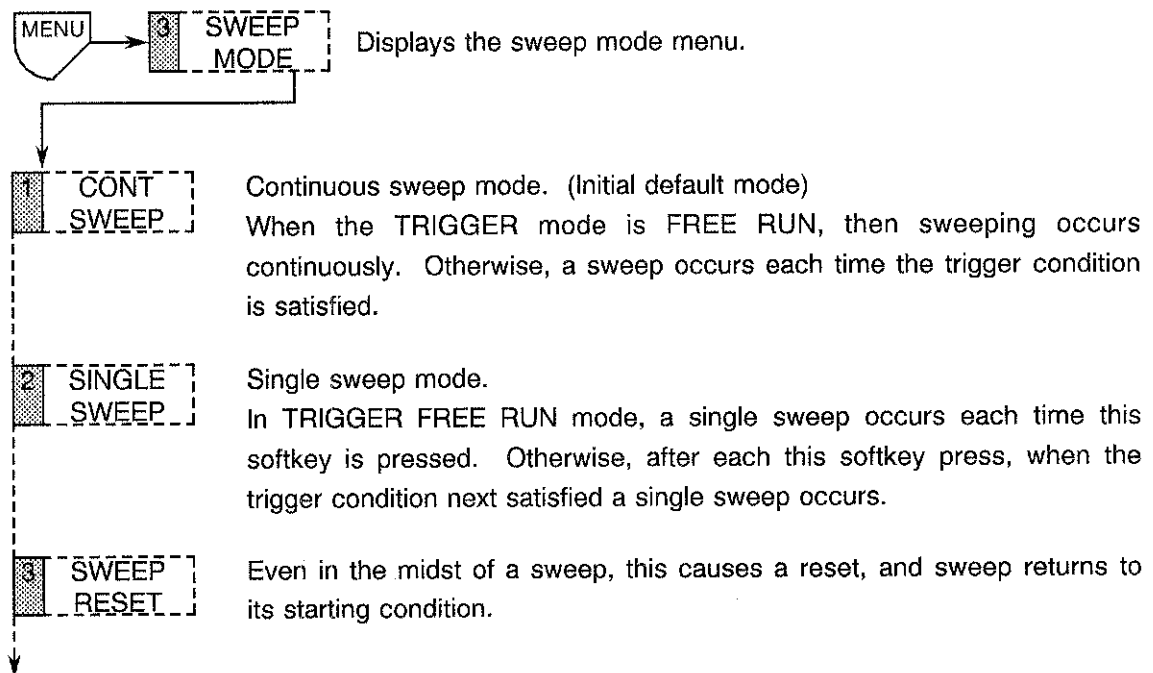 MENU
3 SWEEP
MODE
Displays the sweep mode menu.
1 CONT
SWEEP
Continuous sweep mode. (Initial default mode)
When the TRIGGER mode is FREE RUN, then sweeping occurs
continuously. Otherwise, a sweep occurs each time the trigger condition
is satisfied.
2 SINGLE
SWEEP
Single sweep mode.
In TRIGGER FREE RUN mode, a single sweep occurs each time this
softkey is pressed. Otherwise, after each this softkey press, when the
trigger condition next satisfied a single sweep occurs.
3 SWEEP
RESET
Even in the midst of a sweep, this causes a reset, and sweep returns to
its starting condition.